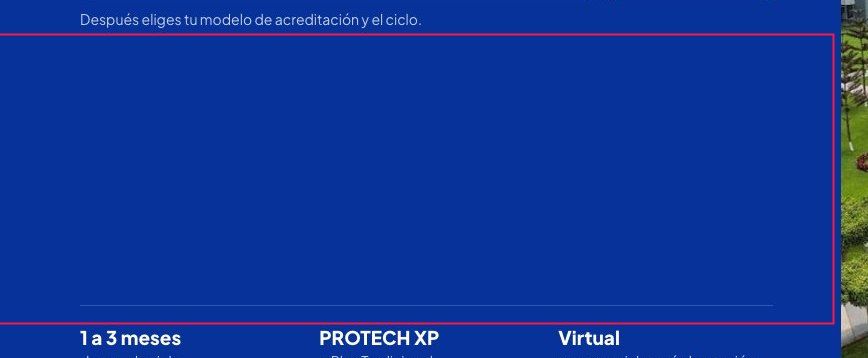 Después eliges tu modelo de acreditación y el ciclo.
1 a 3 meses
PROTECH XP
Virtual